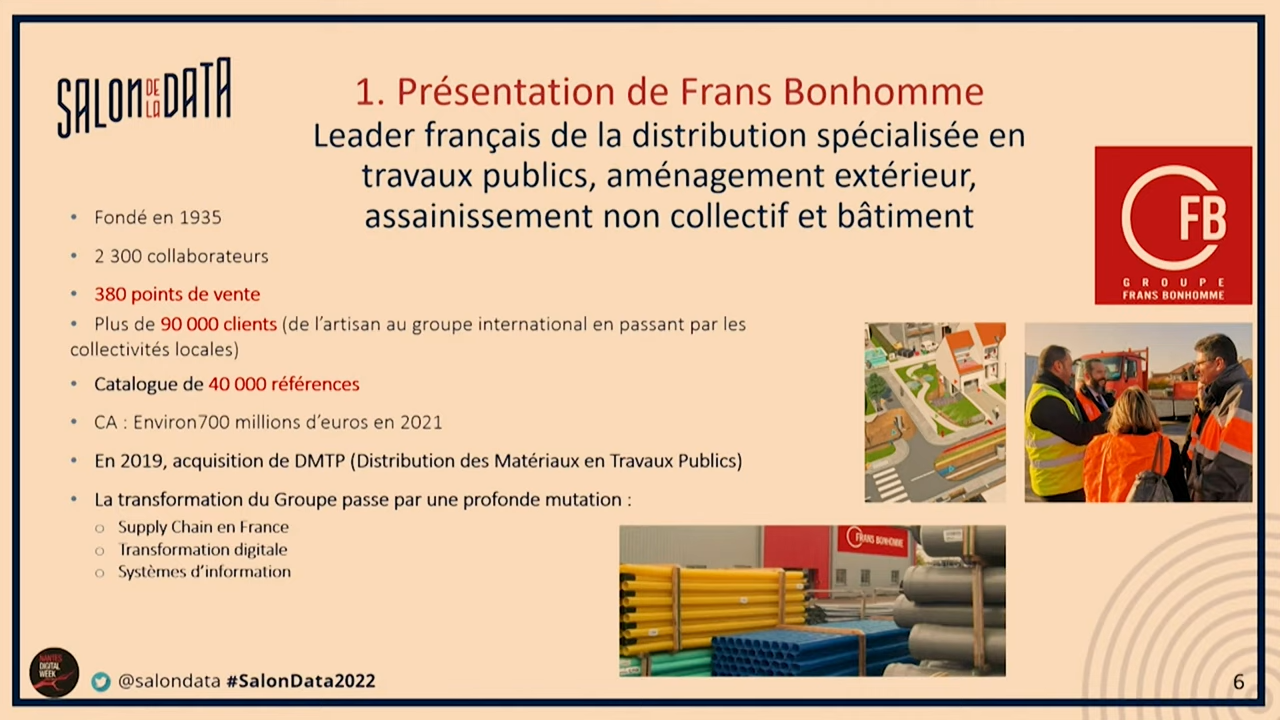 SALON DE LA DATA
1. Présentation de Frans Bonhomme
Leader français de la distribution spécialisée en
travaux publics, aménagement extérieur,
assainissement non collectif et bâtiment
• Fondé en 1935
• 2 300 collaborateurs
• 380 points de vente
• Plus de 90 000 clients (de l'artisan au groupe international en passant par les
collectivités locales)
• Catalogue de 40 000 références
• CA : Environ700 millions d'euros en 2021
• En 2019, acquisition de DMTP (Distribution des Matériaux en Travaux Publics)
• La transformation du Groupe passe par une profonde mutation :
○ Supply Chain en France
○ Transformation digitale
○ Systèmes d'information
FB
GROUPE
FRANS BONHOMME
FRANS BONHOMME
NANTES
DIGITAL
WEEK
@salondata #SalonData2022
6